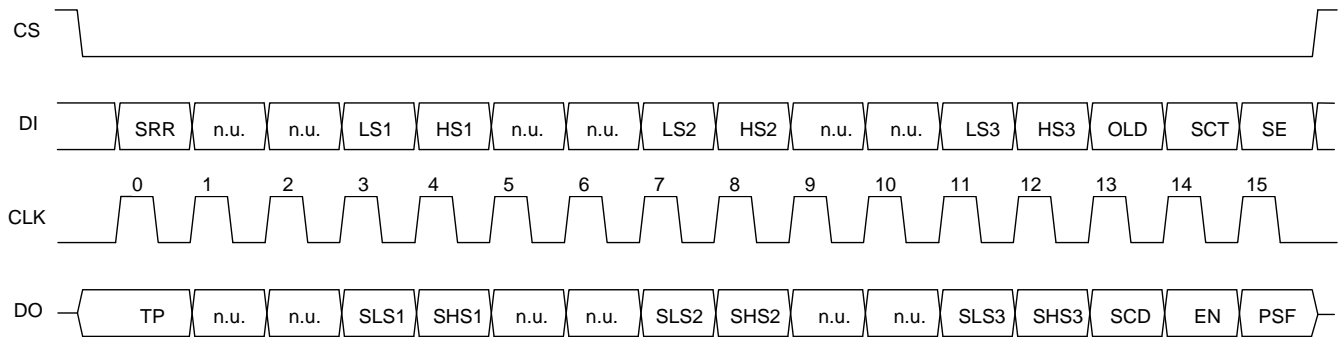 CS
DI SRR n.u. n.u. LS1 HS1 n.u. n.u. LS2 HS2 n.u. n.u. LS3 HS3 OLD SCT SE
0 1 2 3 4 5 6 7 8 9 10 11 12 13 14 15
CLK
DO TP n.u. n.u. SLS1 SHS1 n.u. n.u. SLS2 SHS2 n.u. n.u. SLS3 SHS3 SCD EN PSF